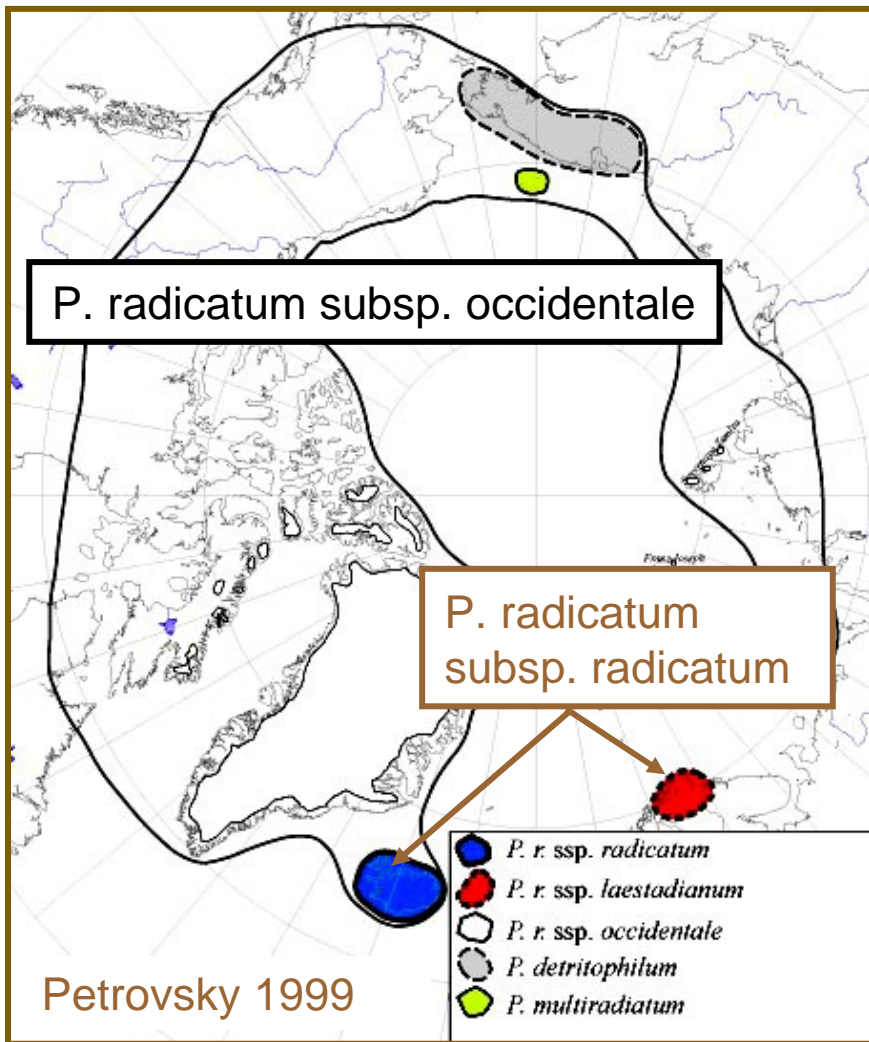 P. radicatum subsp. occidentale
P. radicatum
subsp. radicatum
P. r. ssp. radicatum
P. r. ssp. laestadianum
P. r. ssp. occidentale
P. detritophilum
P. multiradiatum
Petrovsky 1999